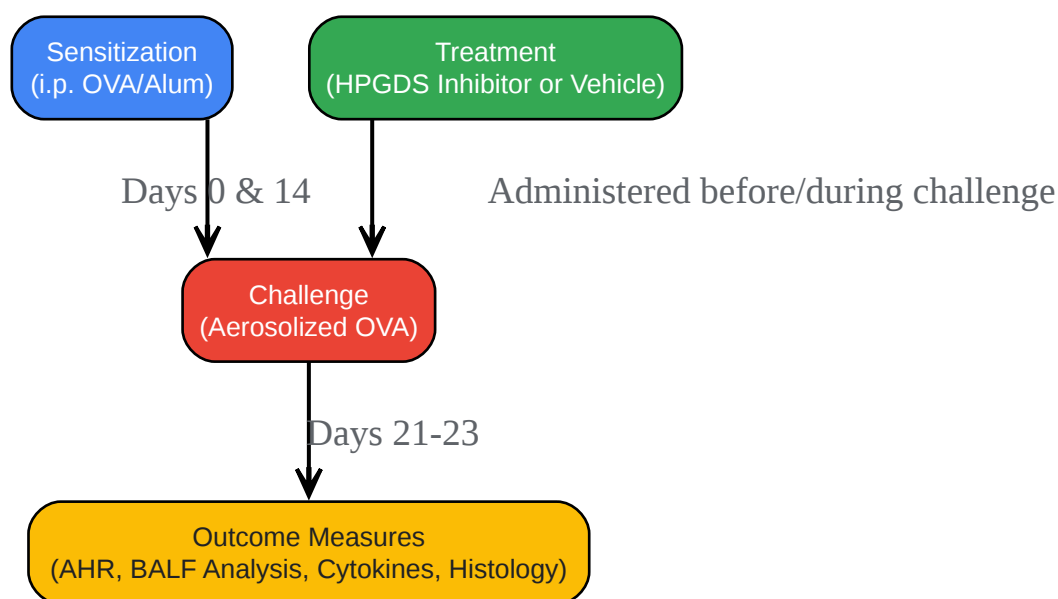 Sensitization
(i.p. OVA/Alum)
Treatment
(HPGDS Inhibitor or Vehicle)
Days 0 & 14
Administered before/during challenge
Challenge
(Aerosolized OVA)
Days 21-23
Outcome Measures
(AHR, BALF Analysis, Cytokines, Histology)